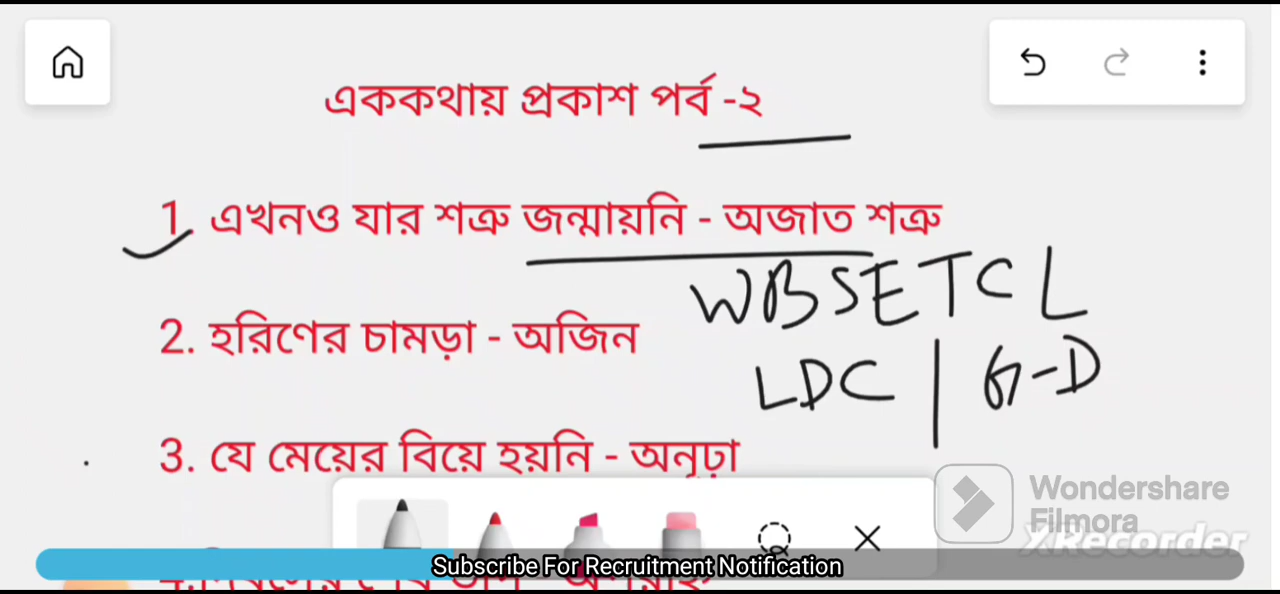 এককথায় প্রকাশ পর্ব -২
1. এখনও যার শত্রু জন্মায়নি - অজাত শত্রু
WBSETCL
2. হরিণের চামড়া - অজিন
LDC | G-D
3. যে মেয়ের বিয়ে হয়নি - অনূঢ়া
Wondershare
Filmora
XRecorder
Subscribe For Recruitment Notification